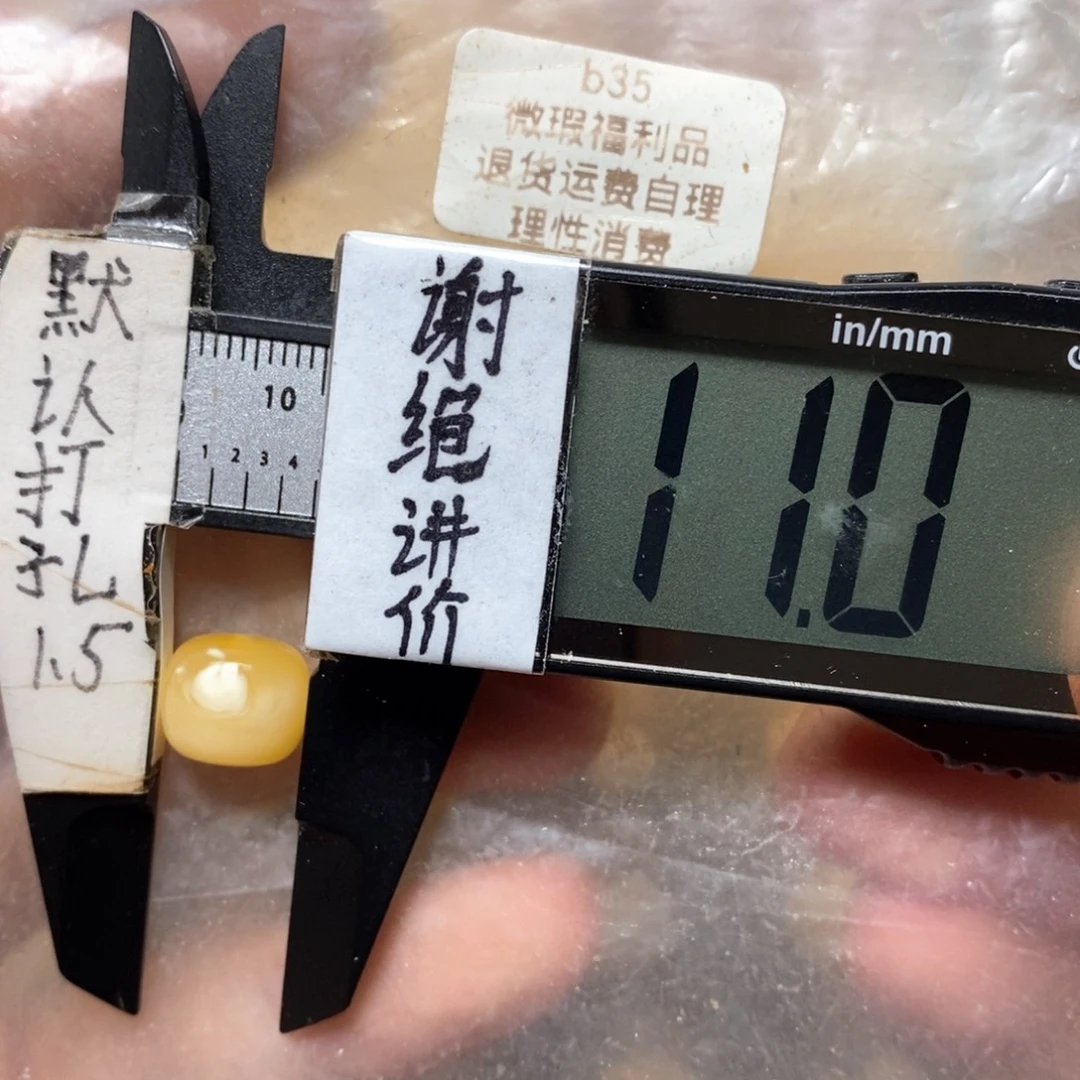 b35
微瑕福利品
退货运费自理
理性消费
默认打孔1.5
谢绝讲价
in/mm
11.0
10
1 2 3 4